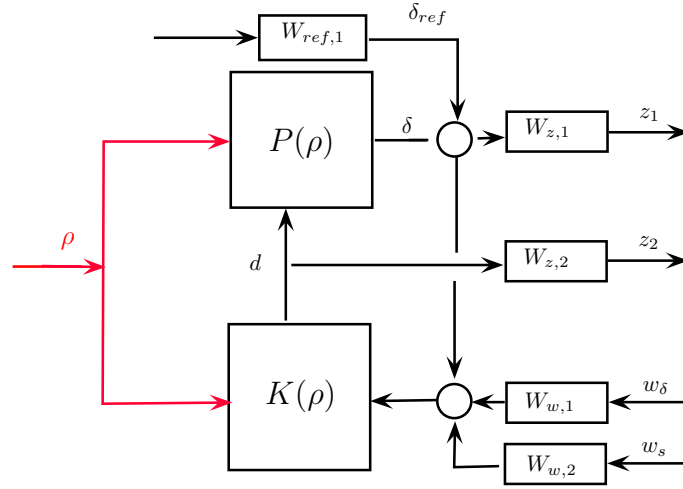 W_{ref,1}
δ_{ref}
P(ρ)
δ
W_{z,1}
z_1
ρ
d
W_{z,2}
z_2
K(ρ)
W_{w,1}
w_δ
W_{w,2}
w_s